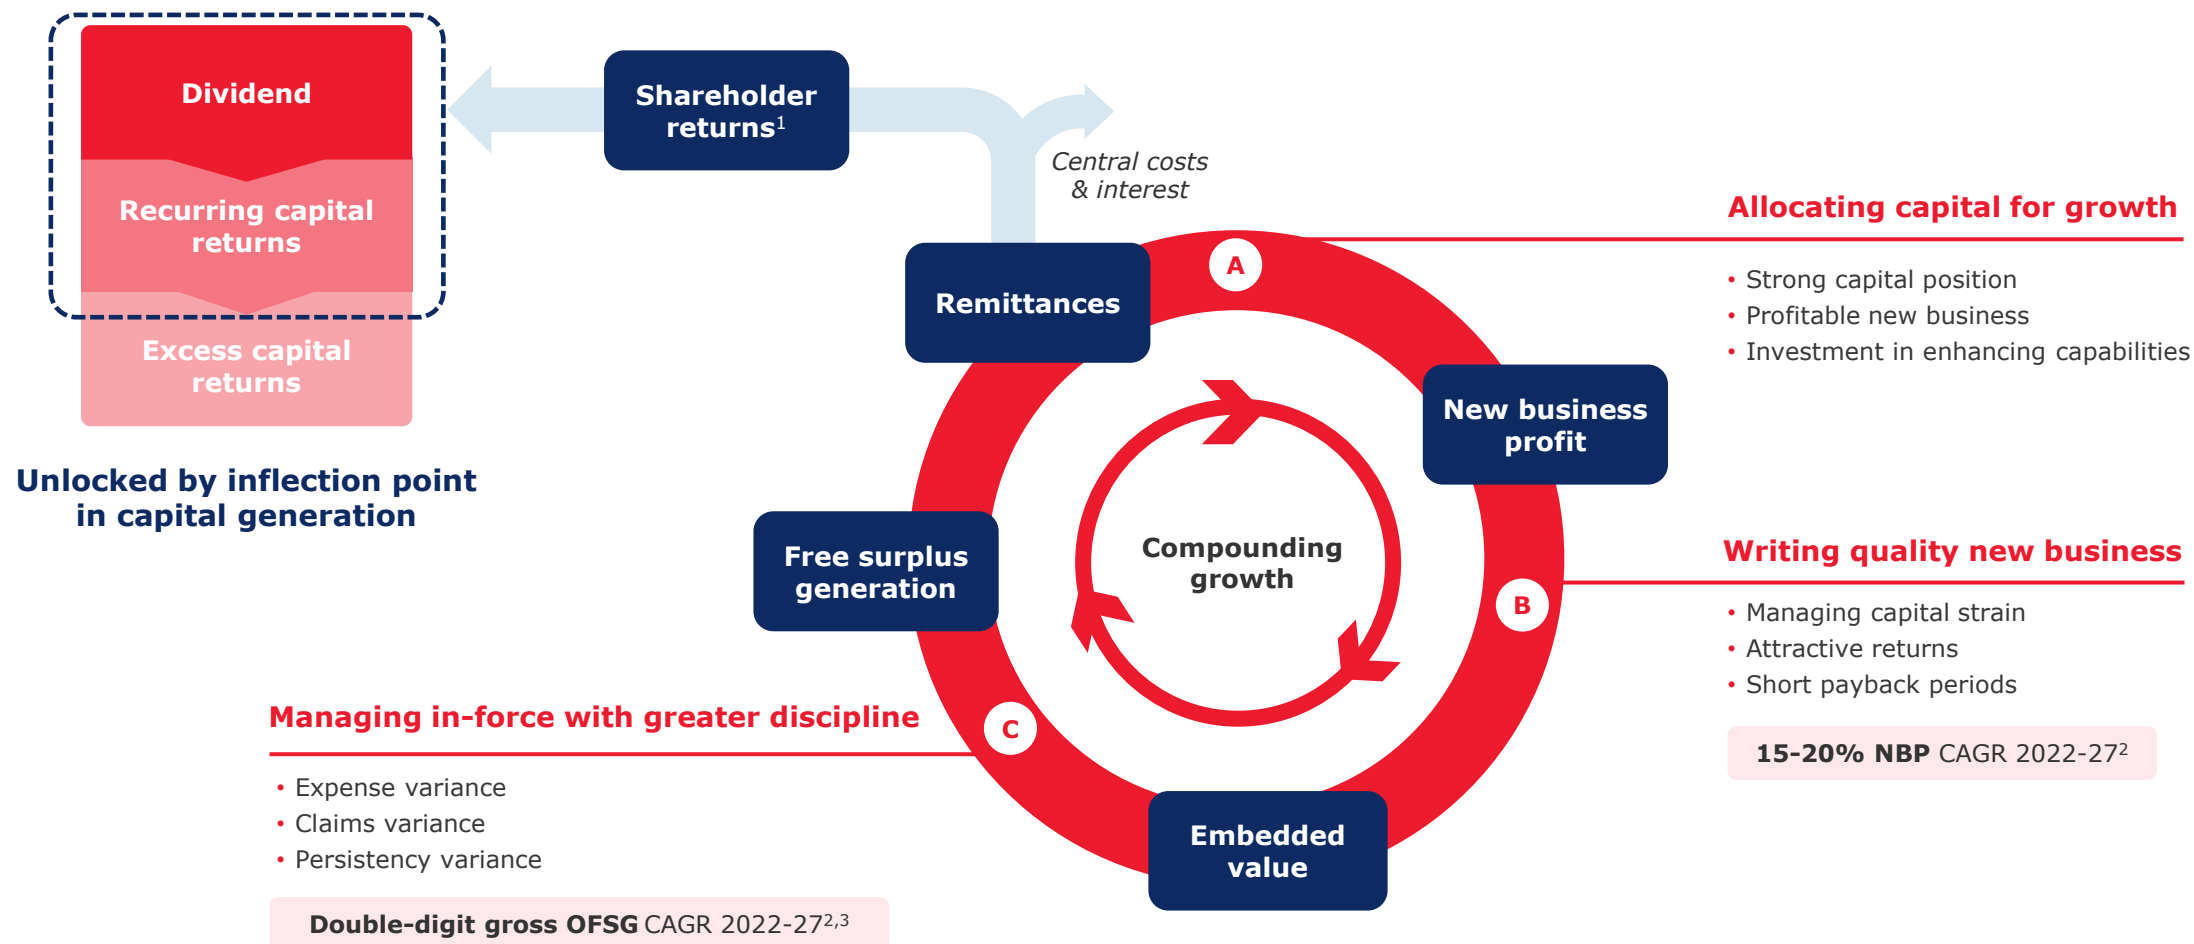 Dividend
Recurring capital
returns
Excess capital
returns
Unlocked by inflection point
in capital generation
Shareholder
returns¹
Central costs
& interest
Remittances
A
Allocating capital for growth
• Strong capital position
• Profitable new business
• Investment in enhancing capabilities
New business
profit
Compounding
growth
Free surplus
generation
B
Writing quality new business
• Managing capital strain
• Attractive returns
• Short payback periods
15-20% NBP CAGR 2022-27²
C
Managing in-force with greater discipline
• Expense variance
• Claims variance
• Persistency variance
Double-digit gross OFSG CAGR 2022-27²,³
Embedded
value